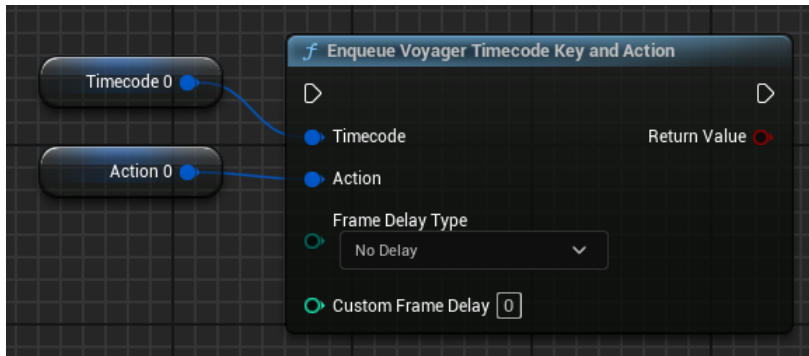 Enqueue Voyager Timecode Key and Action
Timecode 0
Timecode
Return Value
Action 0
Action
Frame Delay Type
No Delay
Custom Frame Delay 0